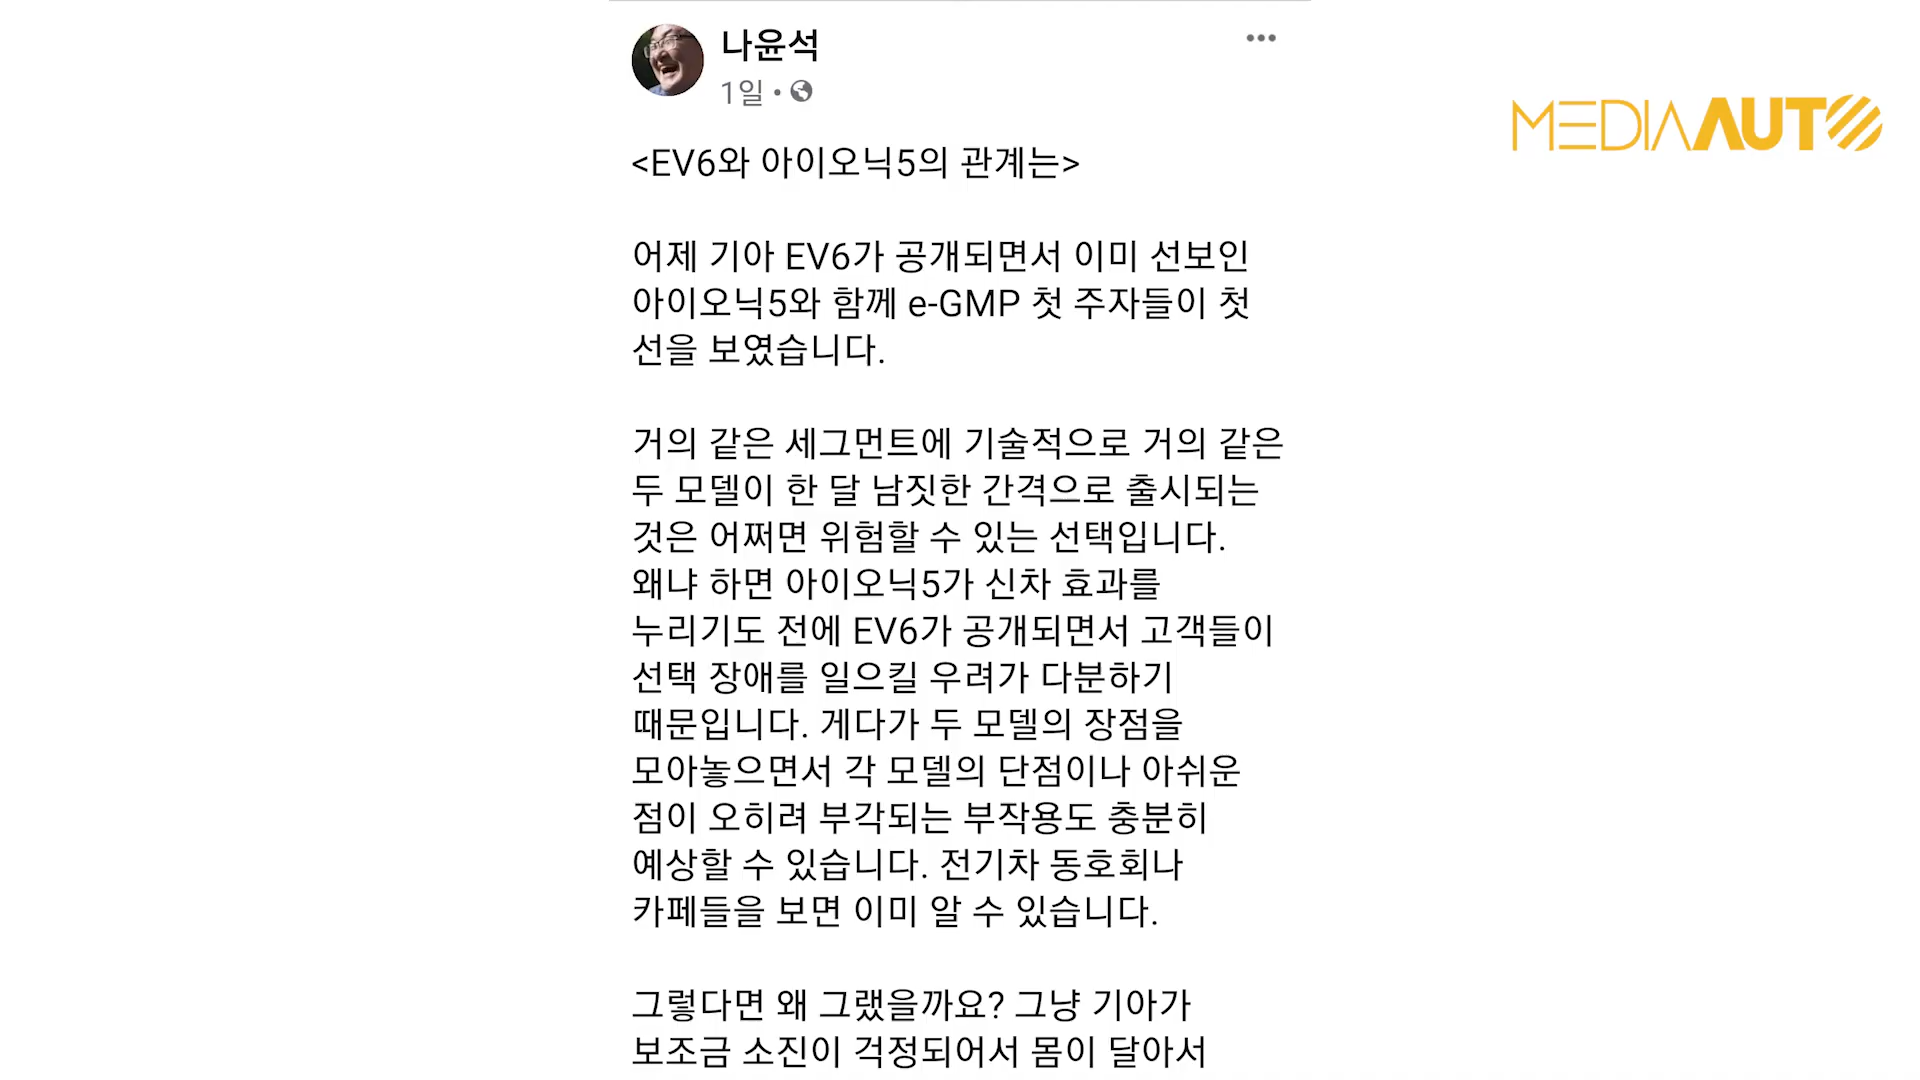 나윤석
1일 •
<EV6와 아이오닉5의 관계는>
어제 기아 EV6가 공개되면서 이미 선보인
아이오닉5와 함께 e-GMP 첫 주자들이 첫
선을 보였습니다.
거의 같은 세그먼트에 기술적으로 거의 같은
두 모델이 한 달 남짓한 간격으로 출시되는
것은 어쩌면 위험할 수 있는 선택입니다.
왜냐 하면 아이오닉5가 신차 효과를
누리기도 전에 EV6가 공개되면서 고객들이
선택 장애를 일으킬 우려가 다분하기
때문입니다. 게다가 두 모델의 장점을
모아놓으면서 각 모델의 단점이나 아쉬운
점이 오히려 부각되는 부작용도 충분히
예상할 수 있습니다. 전기차 동호회나
카페들을 보면 이미 알 수 있습니다.
그렇다면 왜 그랬을까요? 그냥 기아가
보조금 소진이 걱정되어서 몸이 달아서
MEDIAAUTO